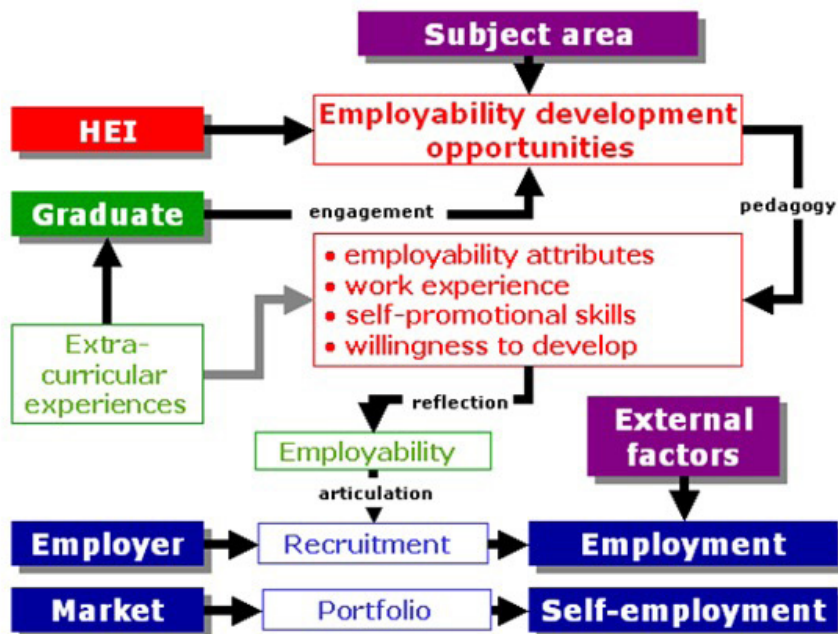 Subject area
HEI
Employability development
opportunities
Graduate
engagement
pedagogy
• employability attributes
• work experience
• self-promotional skills
• willingness to develop
Extra-
curricular
experiences
reflection
External
factors
Employability
articulation
Employer
Recruitment
Employment
Market
Portfolio
Self-employment